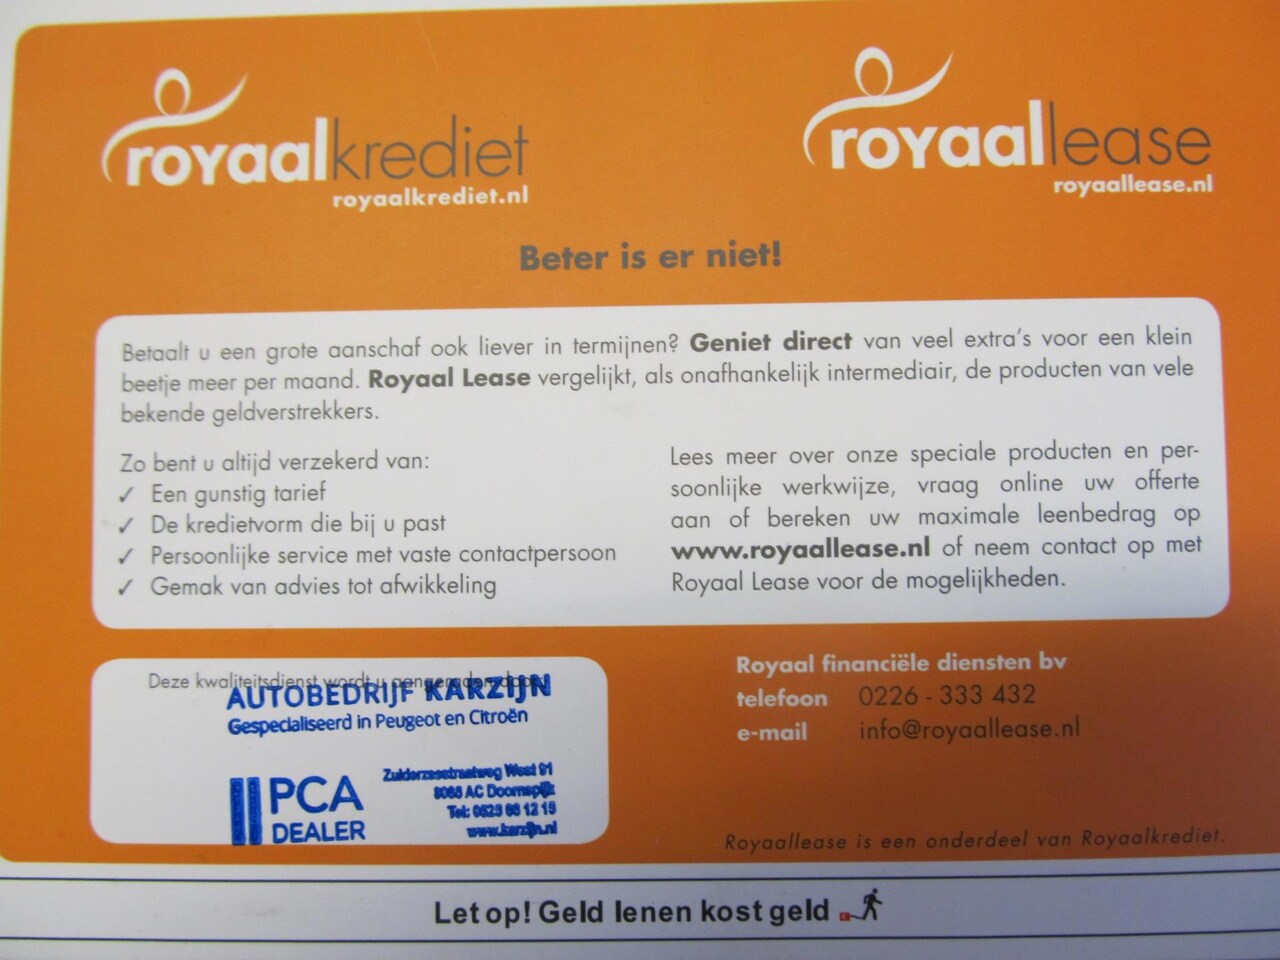 royaalkrediet
royaalkrediet.nl
royaallease
royaallease.nl
Beter is er niet!
Betaalt u een grote aanschaf ook liever in termijnen? Geniet direct van veel extra's voor een klein
beetje meer per maand. Royaal Lease vergelijkt, als onafhankelijk intermediair, de producten van vele
bekende geldverstrekkers.
Zo bent u altijd verzekerd van:
✓ Een gunstig tarief
✓ De kredietvorm die bij u past
✓ Persoonlijke service met vaste contactpersoon
✓ Gemak van advies tot afwikkeling
Lees meer over onze speciale producten en per-
soonlijke werkwijze, vraag online uw offerte
aan of bereken uw maximale leenbedrag op
www.royaallease.nl of neem contact op met
Royaal Lease voor de mogelijkheden.
Deze kwaliteitsdienst wordt u aangeraden door:
AUTOBEDRIJF KARZIJN
Gespecialiseerd in Peugeot en Citroën
PCA
DEALER
Zuiderzeestraatweg West 91
AC Doornspijk
Tel:
www.karzijn.nl
Royaal financiële diensten bv
telefoon 0226 - 333 432
e-mail info@royaallease.nl
Royaallease is een onderdeel van Royaalkrediet.
Let op! Geld lenen kost geld